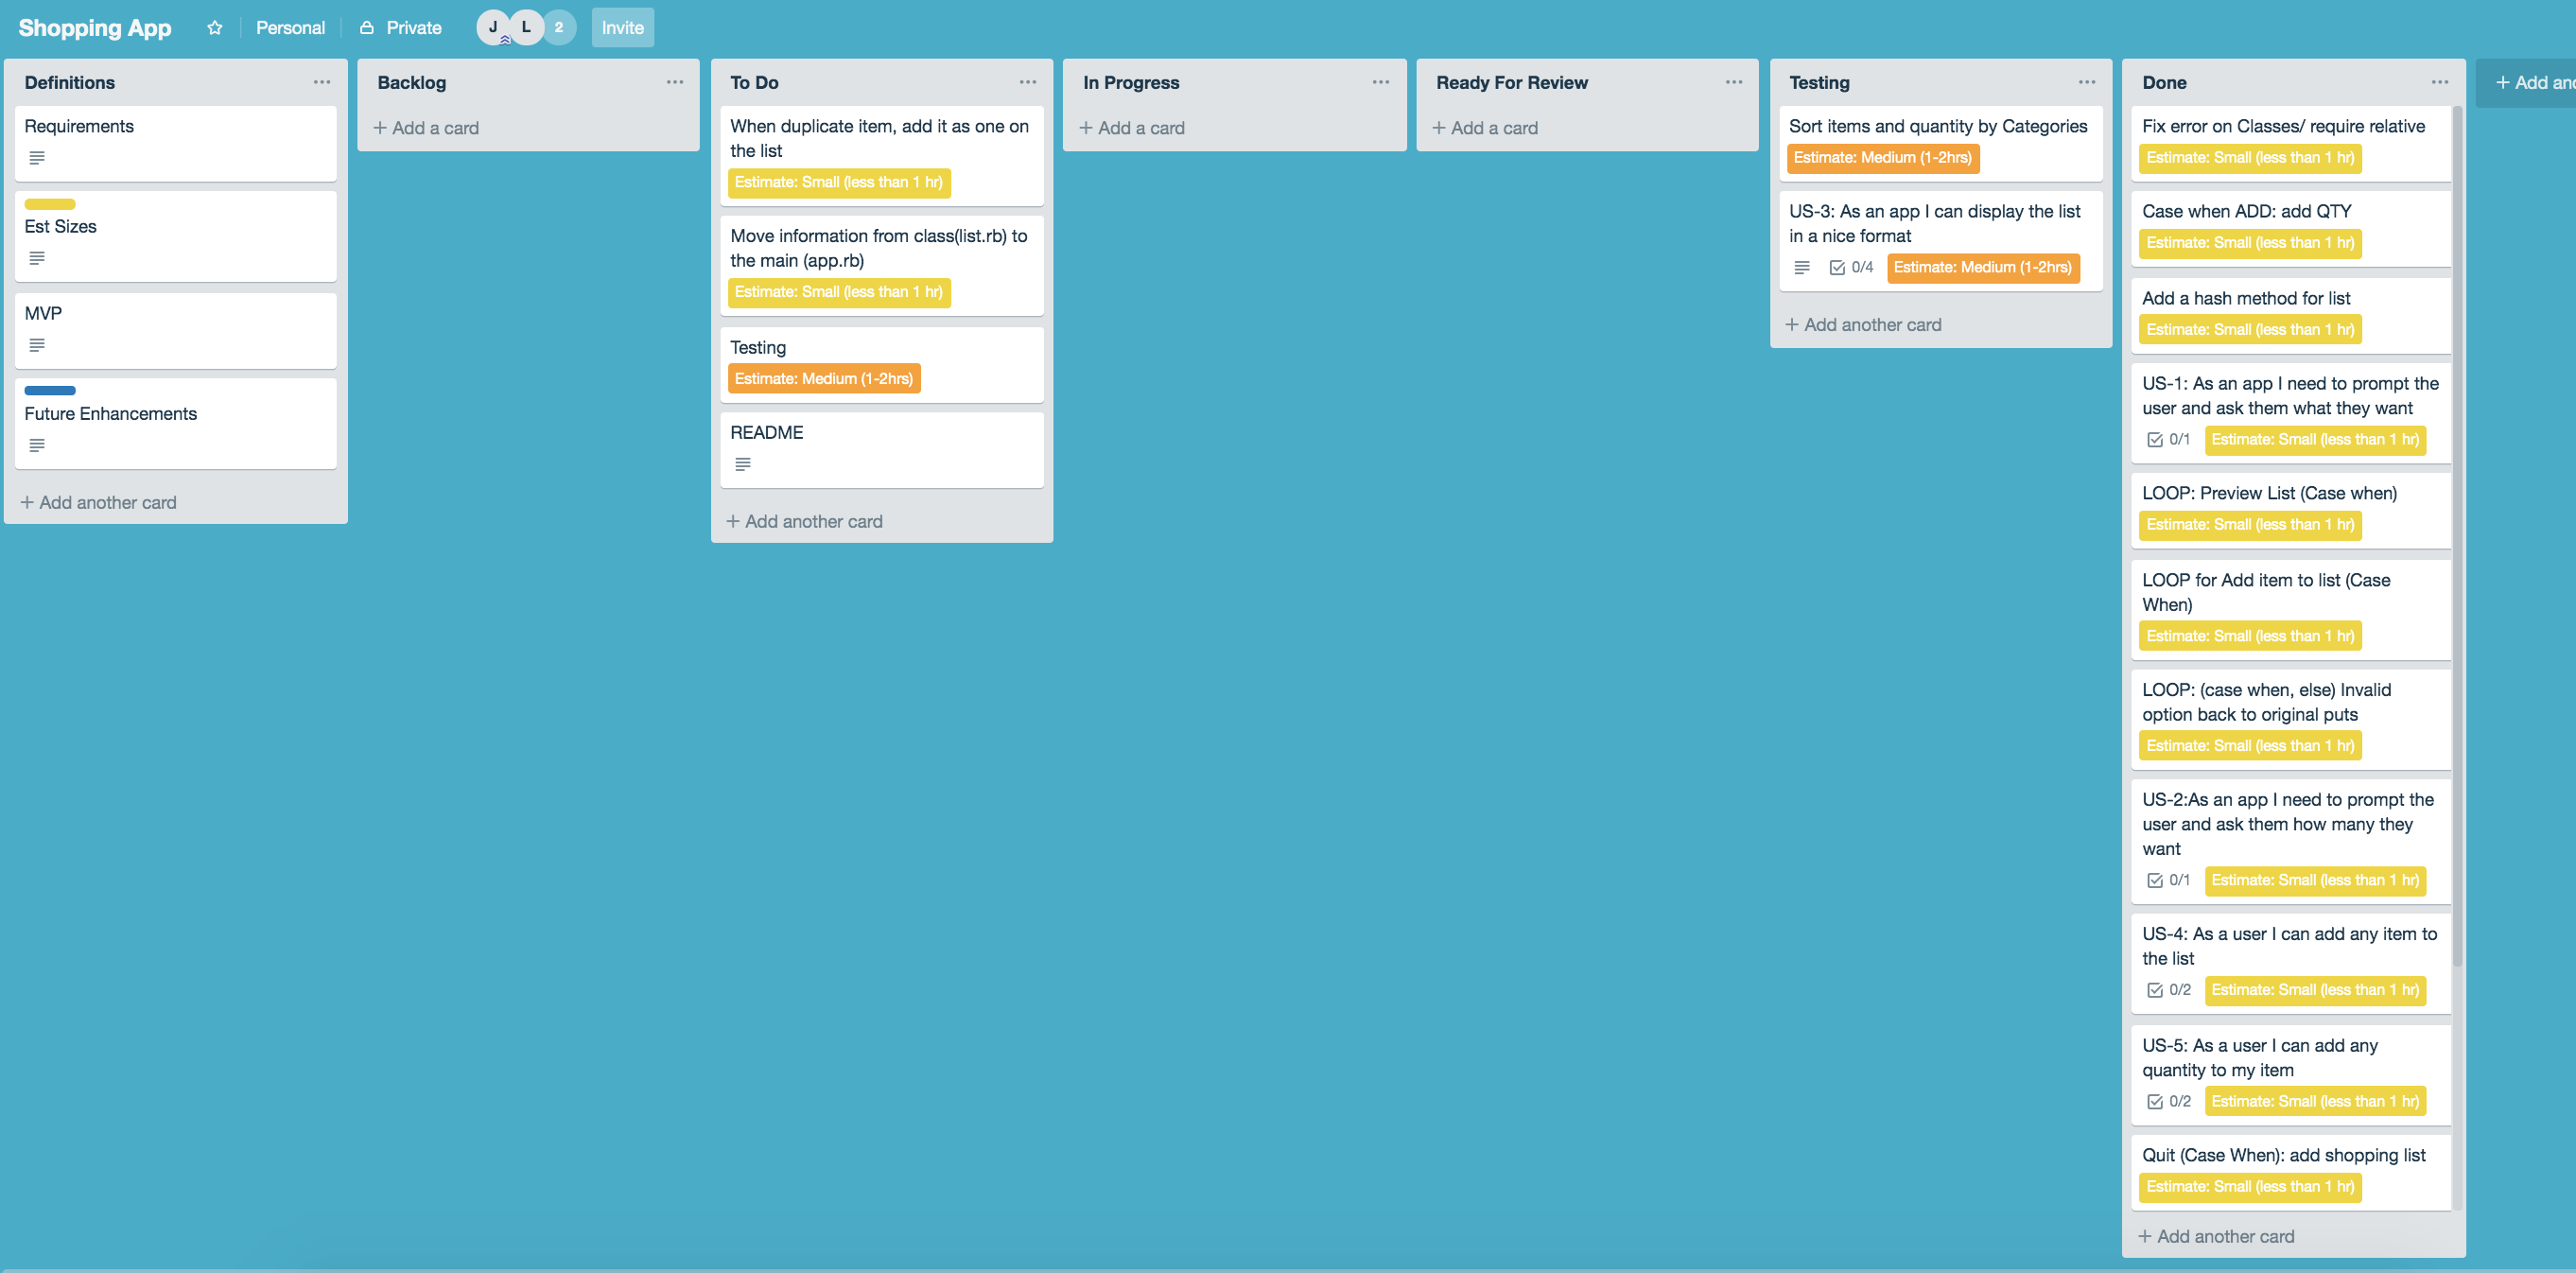 Shopping App
Personal
Private
J
L
2
Invite
Definitions
Requirements
Est Sizes
MVP
Future Enhancements
+ Add another card
Backlog
+ Add a card
To Do
When duplicate item, add it as one on
the list
Estimate: Small (less than 1 hr)
Move information from class(list.rb) to
the main (app.rb)
Estimate: Small (less than 1 hr)
Testing
Estimate: Medium (1-2hrs)
README
+ Add another card
In Progress
+ Add a card
Ready For Review
+ Add a card
Testing
Sort items and quantity by Categories
Estimate: Medium (1-2hrs)
US-3: As an app I can display the list
in a nice format
0/4 Estimate: Medium (1-2hrs)
+ Add another card
Done
Fix error on Classes/ require relative
Estimate: Small (less than 1 hr)
Case when ADD: add QTY
Estimate: Small (less than 1 hr)
Add a hash method for list
Estimate: Small (less than 1 hr)
US-1: As an app I need to prompt the
user and ask them what they want
0/1 Estimate: Small (less than 1 hr)
LOOP: Preview List (Case when)
Estimate: Small (less than 1 hr)
LOOP for Add item to list (Case
When)
Estimate: Small (less than 1 hr)
LOOP: (case when, else) Invalid
option back to original puts
Estimate: Small (less than 1 hr)
US-2:As an app I need to prompt the
user and ask them how many they
want
0/1 Estimate: Small (less than 1 hr)
US-4: As a user I can add any item to
the list
0/2 Estimate: Small (less than 1 hr)
US-5: As a user I can add any
quantity to my item
0/2 Estimate: Small (less than 1 hr)
Quit (Case When): add shopping list
Estimate: Small (less than 1 hr)
+ Add another card
+ Add